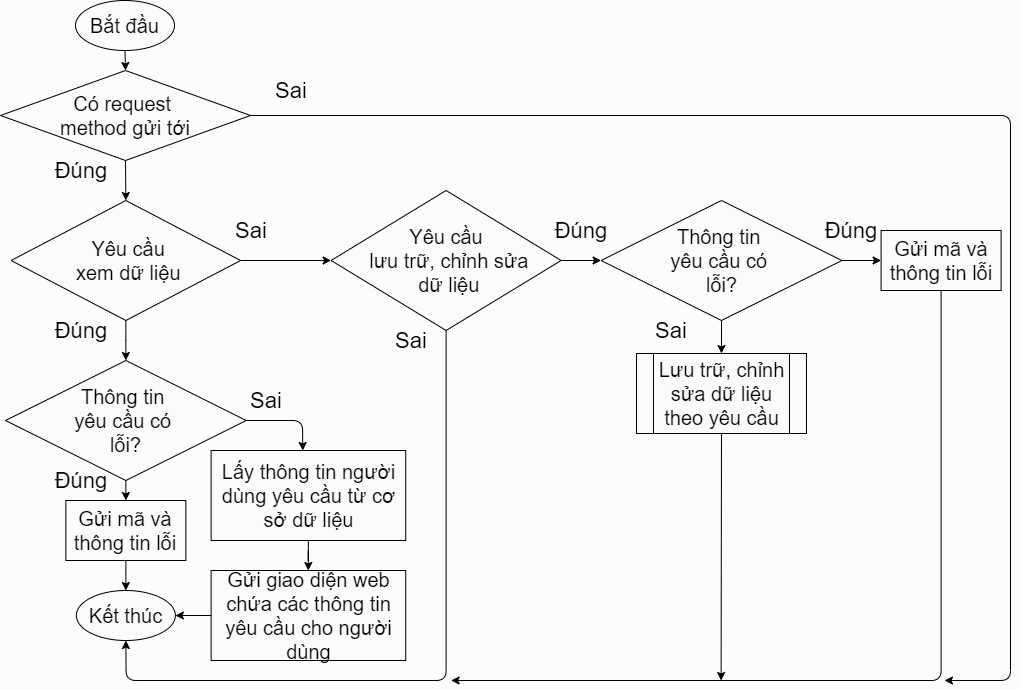 Bắt đầu
Sai
Có request
method gửi tới
Đúng
Yêu cầu
xem dữ liệu
Sai
Yêu cầu
lưu trữ, chỉnh sửa
dữ liệu
Đúng
Thông tin
yêu cầu có
lỗi?
Đúng
Gửi mã và
thông tin lỗi
Đúng
Sai
Sai
Lưu trữ, chỉnh
sửa dữ liệu
theo yêu cầu
Thông tin
yêu cầu có
lỗi?
Sai
Đúng
Lấy thông tin người
dùng yêu cầu từ cơ
sở dữ liệu
Gửi mã và
thông tin lỗi
Gửi giao diện web
chứa các thông tin
yêu cầu cho người
dùng
Kết thúc